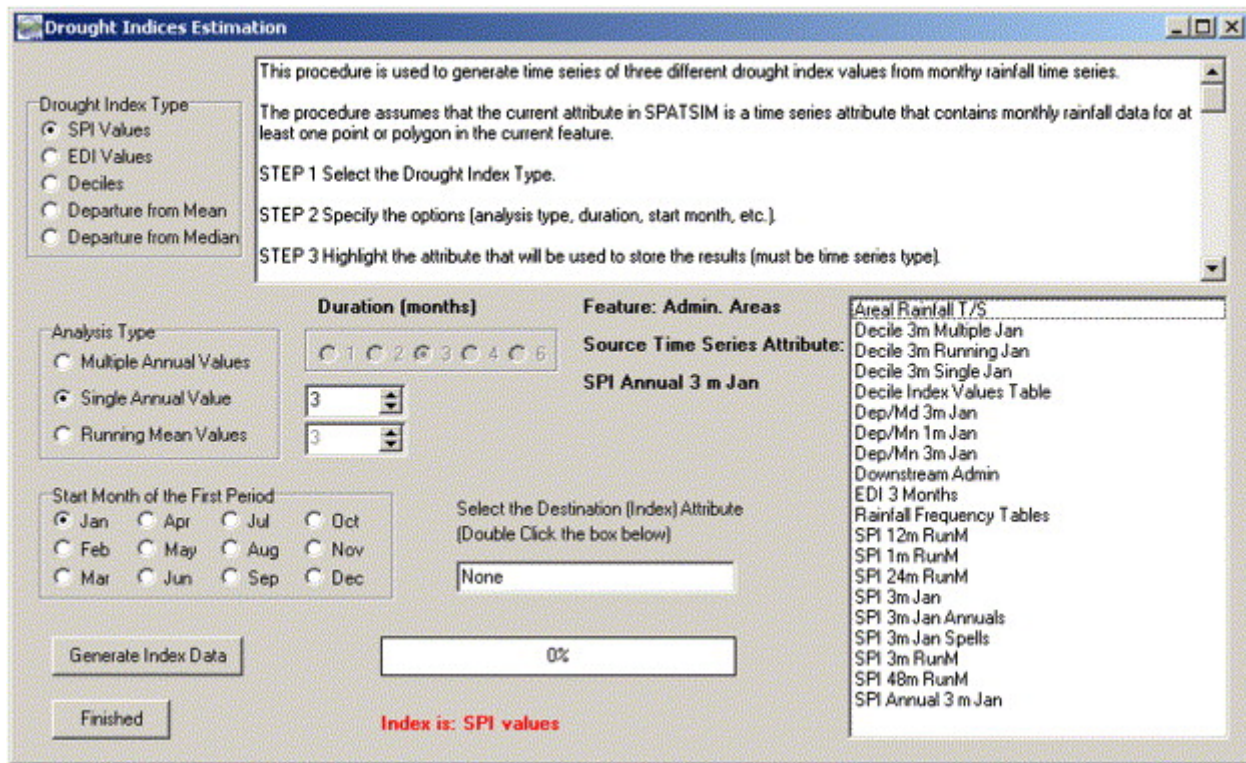 Drought Indices Estimation
This procedure is used to generate time series of three different drought index values from monthy rainfall time series.
The procedure assumes that the current attribute in SPATSIM is a time series attribute that contains monthly rainfall data for at
least one point or polygon in the current feature.
STEP 1 Select the Drought Index Type.
STEP 2 Specify the options (analysis type, duration, start month, etc.).
STEP 3 Highlight the attribute that will be used to store the results (must be time series type).
Drought Index Type
SPI Values
EDI Values
Deciles
Departure from Mean
Departure from Median
Analysis Type
Multiple Annual Values
Single Annual Value
Running Mean Values
Duration (months)
1 2 3 4 6
3
3
Feature: Admin. Areas
Source Time Series Attribute:
SPI Annual 3 m Jan
Areal Rainfall T/S
Decile 3m Multiple Jan
Decile 3m Running Jan
Decile 3m Single Jan
Decile Index Values Table
Dep/Md 3m Jan
Dep/Mn 1m Jan
Dep/Mn 3m Jan
Downstream Admin
EDI 3 Months
Rainfall Frequency Tables
SPI 12m RunM
SPI 1m RunM
SPI 24m RunM
SPI 3m Jan
SPI 3m Jan Annuals
SPI 3m Jan Spells
SPI 3m RunM
SPI 48m RunM
SPI Annual 3 m Jan
Start Month of the First Period
Jan Apr Jul Oct
Feb May Aug Nov
Mar Jun Sep Dec
Select the Destination (Index) Attribute
(Double Click the box below)
None
Generate Index Data
0%
Finished
Index is: SPI values